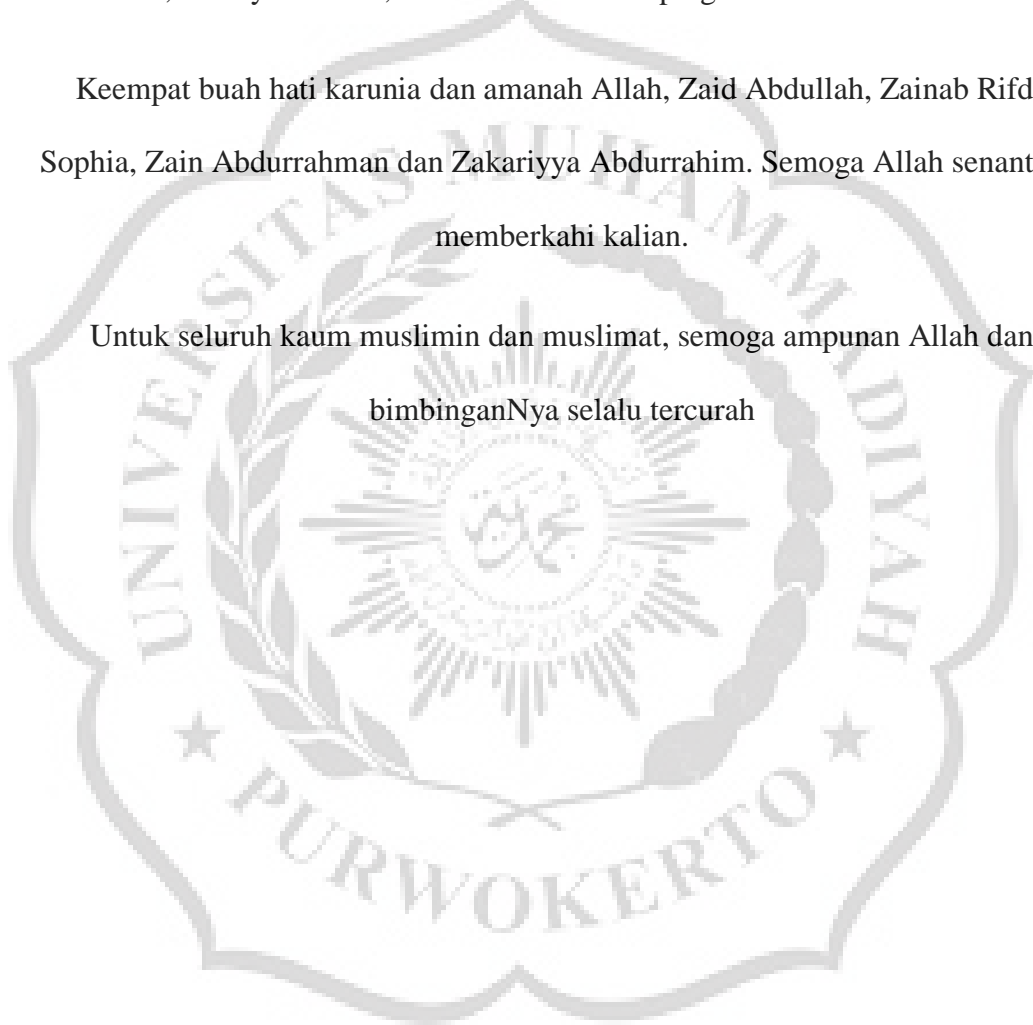 Keempat buah hati karunia dan amanah Allah, Zaid Abdullah, Zainab Rifd
Sophia, Zain Abdurrahman dan Zakariyya Abdurrahim. Semoga Allah senant
memberkahi kalian.
Untuk seluruh kaum muslimin dan muslimat, semoga ampunan Allah dan
bimbinganNya selalu tercurah
UNIVERSITAS MUHAMMADIYAH
PURWOKERTO